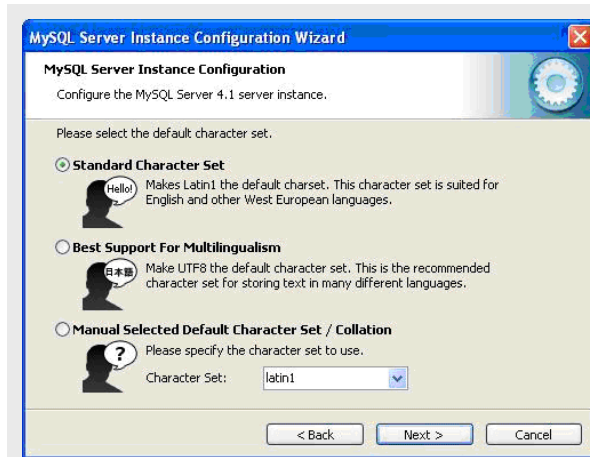 MySQL Server Instance Configuration Wizard
MySQL Server Instance Configuration
Configure the MySQL Server 4.1 server instance.
Please select the default character set.
Standard Character Set
Hello!
Makes Latin1 the default charset. This character set is suited for
English and other West European languages.
Best Support For Multilingualism
日本語
Make UTF8 the default character set. This is the recommended
character set for storing text in many different languages.
Manual Selected Default Character Set / Collation
?
Please specify the character set to use.
Character Set: latin1
< Back Next > Cancel